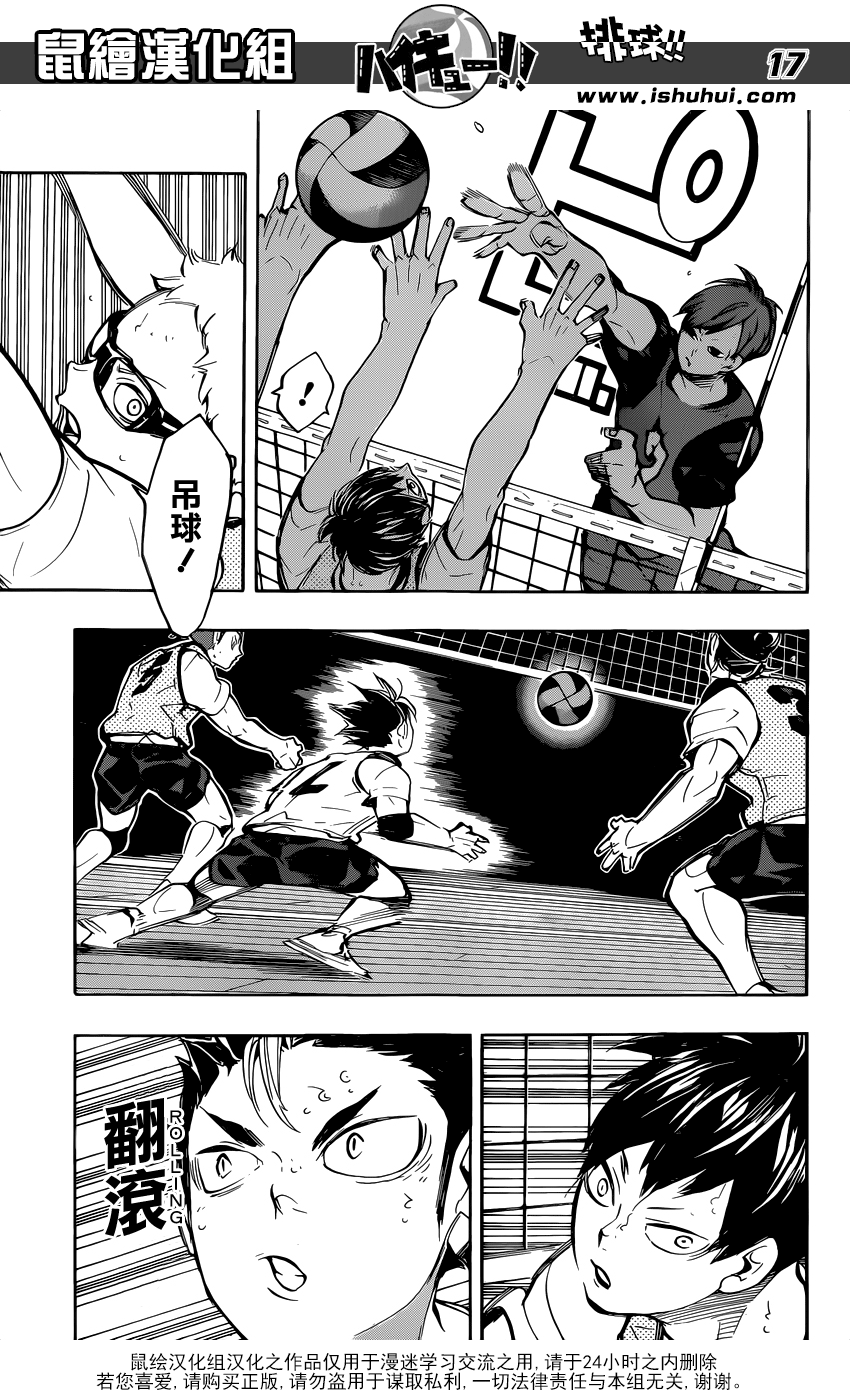 鼠繪漢化組
ハイキュー!!
排球!!
17
www.ishuhui.com
!
吊球!
ROLLING
翻滾
鼠绘汉化组汉化之作品仅用于漫迷学习交流之用,请于24小时之内删除
若您喜爱,请购买正版,请勿盗用于谋取私利,一切法律责任与本组无关,谢谢。